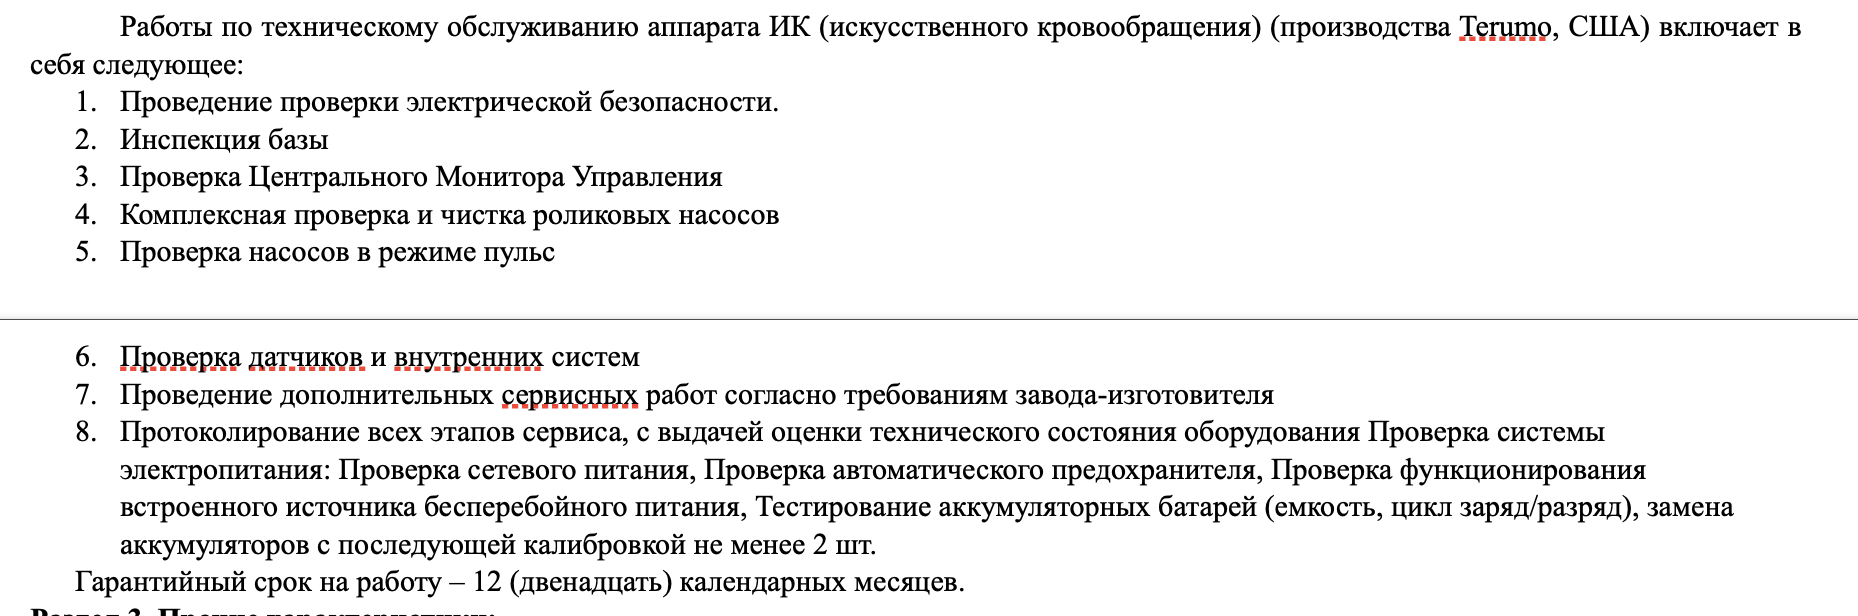 Работы по техническому обслуживанию аппарата ИК (искусственного кровообращения) (производства Terumo, США) включает в
себя следующее:
1. Проведение проверки электрической безопасности.
2. Инспекция базы
3. Проверка Центрального Монитора Управления
4. Комплексная проверка и чистка роликовых насосов
5. Проверка насосов в режиме пульс
6. Проверка датчиков и внутренних систем
7. Проведение дополнительных сервисных работ согласно требованиям завода-изготовителя
8. Протоколирование всех этапов сервиса, с выдачей оценки технического состояния оборудования Проверка системы
электропитания: Проверка сетевого питания, Проверка автоматического предохранителя, Проверка функционирования
встроенного источника бесперебойного питания, Тестирование аккумуляторных батарей (емкость, цикл заряд/разряд), замена
аккумуляторов с последующей калибровкой не менее 2 шт.
Гарантийный срок на работу – 12 (двенадцать) календарных месяцев.